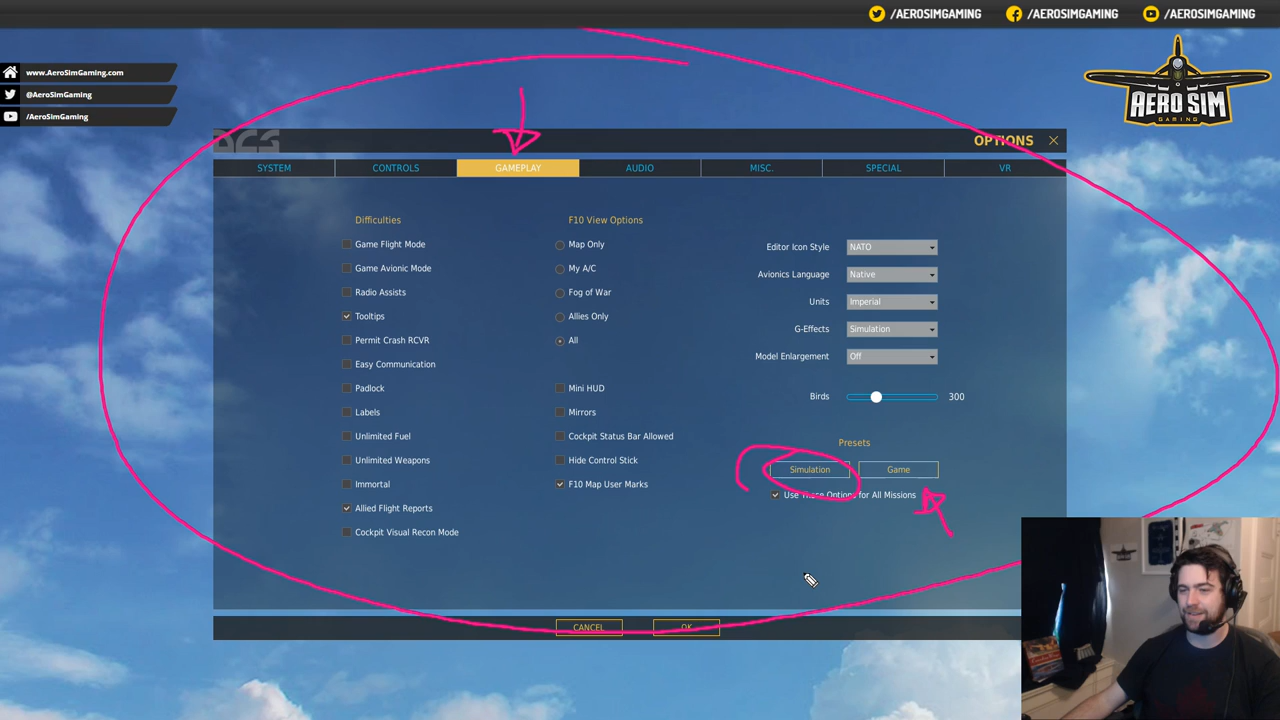 /AEROSIMGAMING /AEROSIMGAMING /AEROSIMGAMING
www.AeroSimGaming.com
@AeroSimGaming
/AeroSimGaming
AERO SIM
GAMING
DCS
OPTIONS
SYSTEM CONTROLS GAMEPLAY AUDIO MISC. SPECIAL VR
Difficulties
Game Flight Mode
Game Avionic Mode
Radio Assists
Tooltips
Permit Crash RCVR
Easy Communication
Padlock
Labels
Unlimited Fuel
Unlimited Weapons
Immortal
Allied Flight Reports
Cockpit Visual Recon Mode
F10 View Options
Map Only
My A/C
Fog of War
Allies Only
All
Mini HUD
Mirrors
Cockpit Status Bar Allowed
Hide Control Stick
F10 Map User Marks
Editor Icon Style NATO
Avionics Language Native
Units Imperial
G-Effects Simulation
Model Enlargement Off
Birds 300
Presets
Simulation Game
Use These Options for All Missions
CANCEL OK